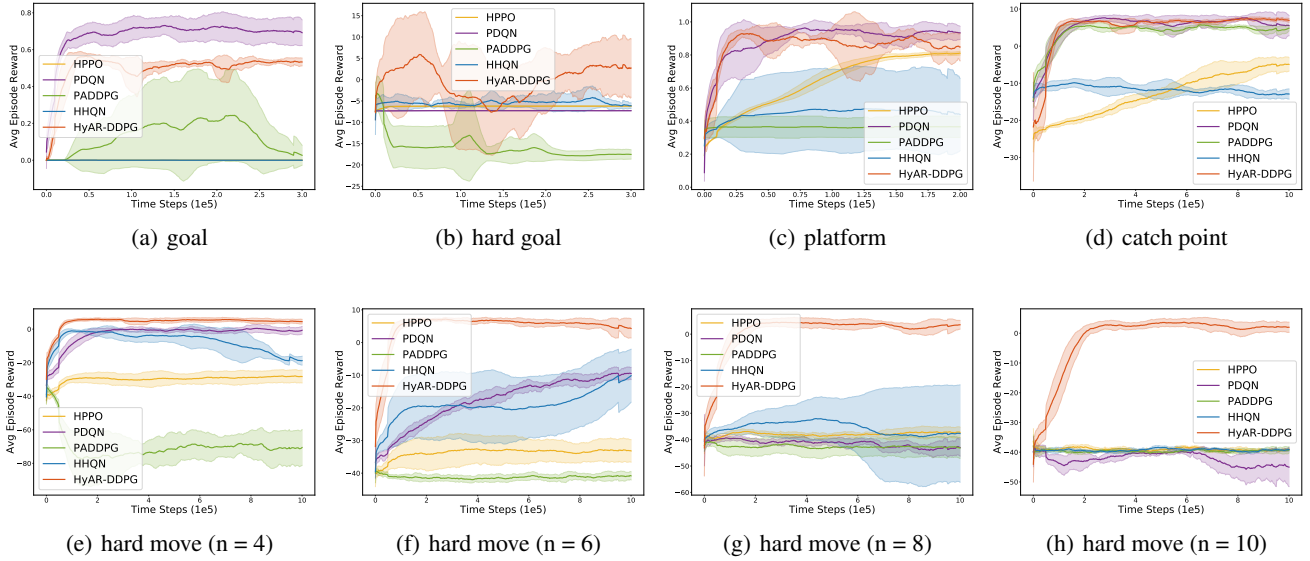 0.8
0.6
0.4
0.2
0.0
Avg Episode Reward
HPPO
PDQN
PADDPG
HHQN
HyAR-DDPG
0.0 0.5 1.0 1.5 2.0 2.5 3.0
Time Steps (1e5)
(a) goal
15
10
5
0
−5
−10
−15
−20
−25
Avg Episode Reward
HPPO
PDQN
PADDPG
HHQN
HyAR-DDPG
0.0 0.5 1.0 1.5 2.0 2.5 3.0
Time Steps (1e5)
(b) hard goal
1.0
0.8
0.6
0.4
0.2
0.0
Avg Episode Reward
HPPO
PDQN
PADDPG
HHQN
HyAR-DDPG
0.00 0.25 0.50 0.75 1.00 1.25 1.50 1.75 2.00
Time Steps (1e5)
(c) platform
10
0
−10
−20
−30
Avg Episode Reward
HPPO
PDQN
PADDPG
HHQN
HyAR-DDPG
0 2 4 6 8 10
Time Steps (1e5)
(d) catch point
0
−20
−40
−60
−80
Avg Episode Reward
HPPO
PDQN
PADDPG
HHQN
HyAR-DDPG
0 2 4 6 8 10
Time Steps (1e5)
(e) hard move (n = 4)
10
0
−10
−20
−30
−40
Avg Episode Reward
HPPO
PDQN
PADDPG
HHQN
HyAR-DDPG
0 2 4 6 8 10
Time Steps (1e5)
(f) hard move (n = 6)
10
0
−10
−20
−30
−40
−50
−60
Avg Episode Reward
HPPO
PDQN
PADDPG
HHQN
HyAR-DDPG
0 2 4 6 8 10
Time Steps (1e5)
(g) hard move (n = 8)
10
0
−10
−20
−30
−40
−50
Avg Episode Reward
HPPO
PDQN
PADDPG
HHQN
HyAR-DDPG
0 2 4 6 8 10
Time Steps (1e5)
(h) hard move (n = 10)